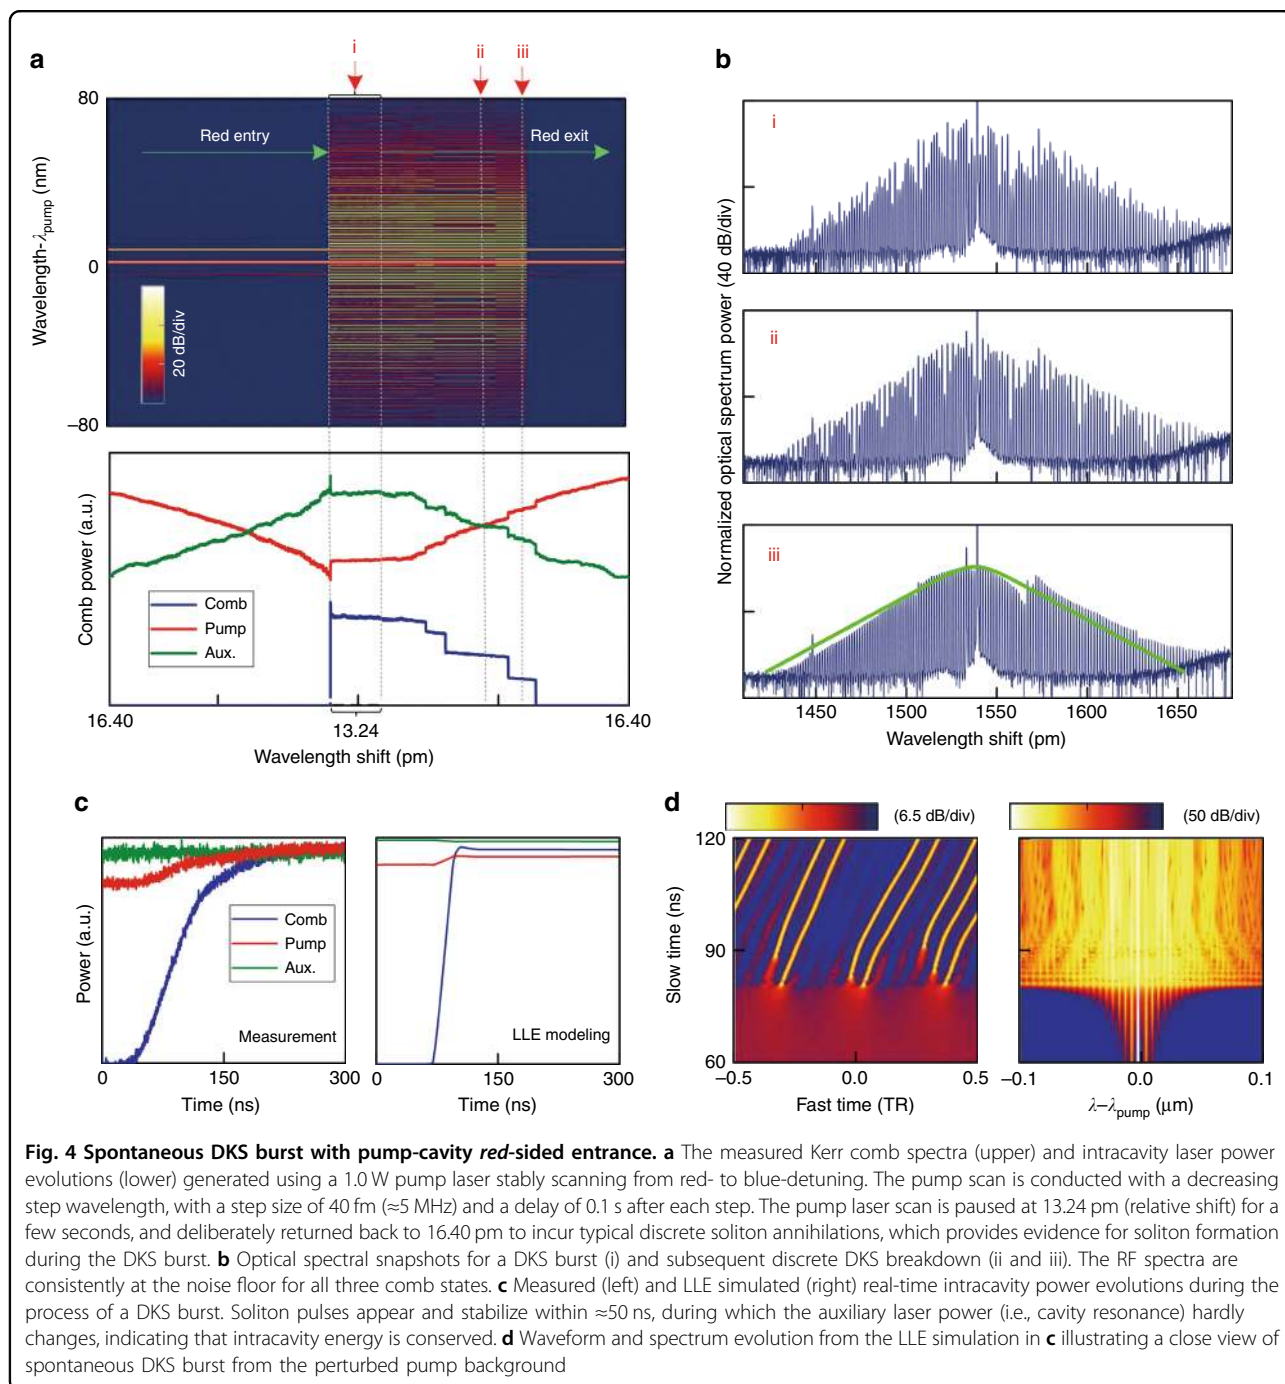 a
i
ii
iii
80
0
−80
Wavelength-λpump (nm)
Red entry
Red exit
20 dB/div
Comb power (a.u.)
Comb
Pump
Aux.
16.40
13.24
16.40
Wavelength shift (pm)
b
i
ii
iii
Normalized optical spectrum power (40 dB/div)
1450
1500
1550
1600
1650
Wavelength shift (pm)
c
Power (a.u.)
Comb
Pump
Aux.
Measurement
LLE modeling
0
150
300
0
150
300
Time (ns)
Time (ns)
d
(6.5 dB/div)
(50 dB/div)
120
90
60
Slow time (ns)
−0.5
0.0
0.5
−0.1
0.0
0.1
Fast time (TR)
λ−λpump (μm)
Fig. 4 Spontaneous DKS burst with pump-cavity red-sided entrance. a The measured Kerr comb spectra (upper) and intracavity laser power
evolutions (lower) generated using a 1.0 W pump laser stably scanning from red- to blue-detuning. The pump scan is conducted with a decreasing
step wavelength, with a step size of 40 fm (≈5 MHz) and a delay of 0.1 s after each step. The pump laser scan is paused at 13.24 pm (relative shift) for a
few seconds, and deliberately returned back to 16.40 pm to incur typical discrete soliton annihilations, which provides evidence for soliton formation
during the DKS burst. b Optical spectral snapshots for a DKS burst (i) and subsequent discrete DKS breakdown (ii and iii). The RF spectra are
consistently at the noise floor for all three comb states. c Measured (left) and LLE simulated (right) real-time intracavity power evolutions during the
process of a DKS burst. Soliton pulses appear and stabilize within ≈50 ns, during which the auxiliary laser power (i.e., cavity resonance) hardly
changes, indicating that intracavity energy is conserved. d Waveform and spectrum evolution from the LLE simulation in c illustrating a close view of
spontaneous DKS burst from the perturbed pump background